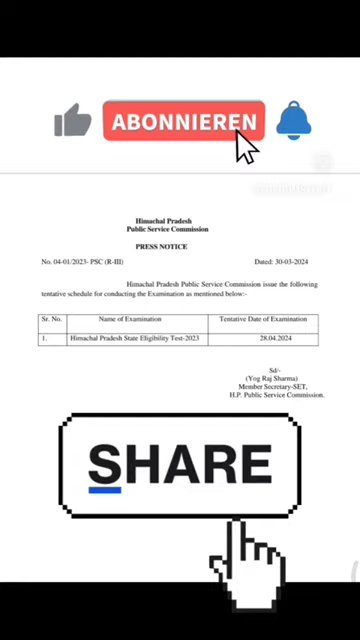 ABONNIEREN
Himachal Pradesh
Public Service Commission
PRESS NOTICE
No. 04-01/2023- PSC (R-III) Dated: 30-03-2024
Himachal Pradesh Public Service Commission issue the following
tentative schedule for conducting the Examination as mentioned below:-
Sr. No. Name of Examination Tentative Date of Examination
1. Himachal Pradesh State Eligibility Test-2023 28.04.2024
Sd/-
(Yog Raj Sharma)
Member Secretary-SET,
H.P. Public Service Commission.
SHARE